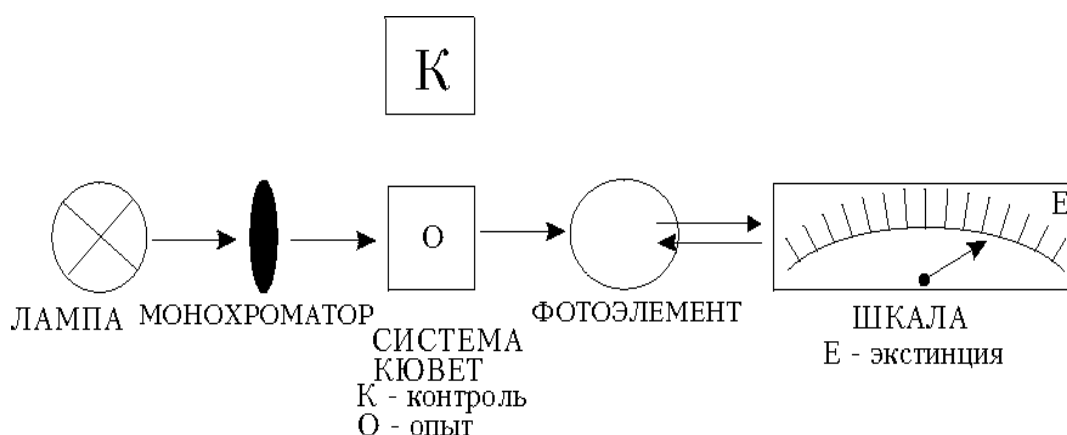 К
О
Е
ЛАМПА
МОНОХРОМАТОР
СИСТЕМА
КЮВЕТ
К - контроль
О - опыт
ФОТОЭЛЕМЕНТ
ШКАЛА
Е - экстинция